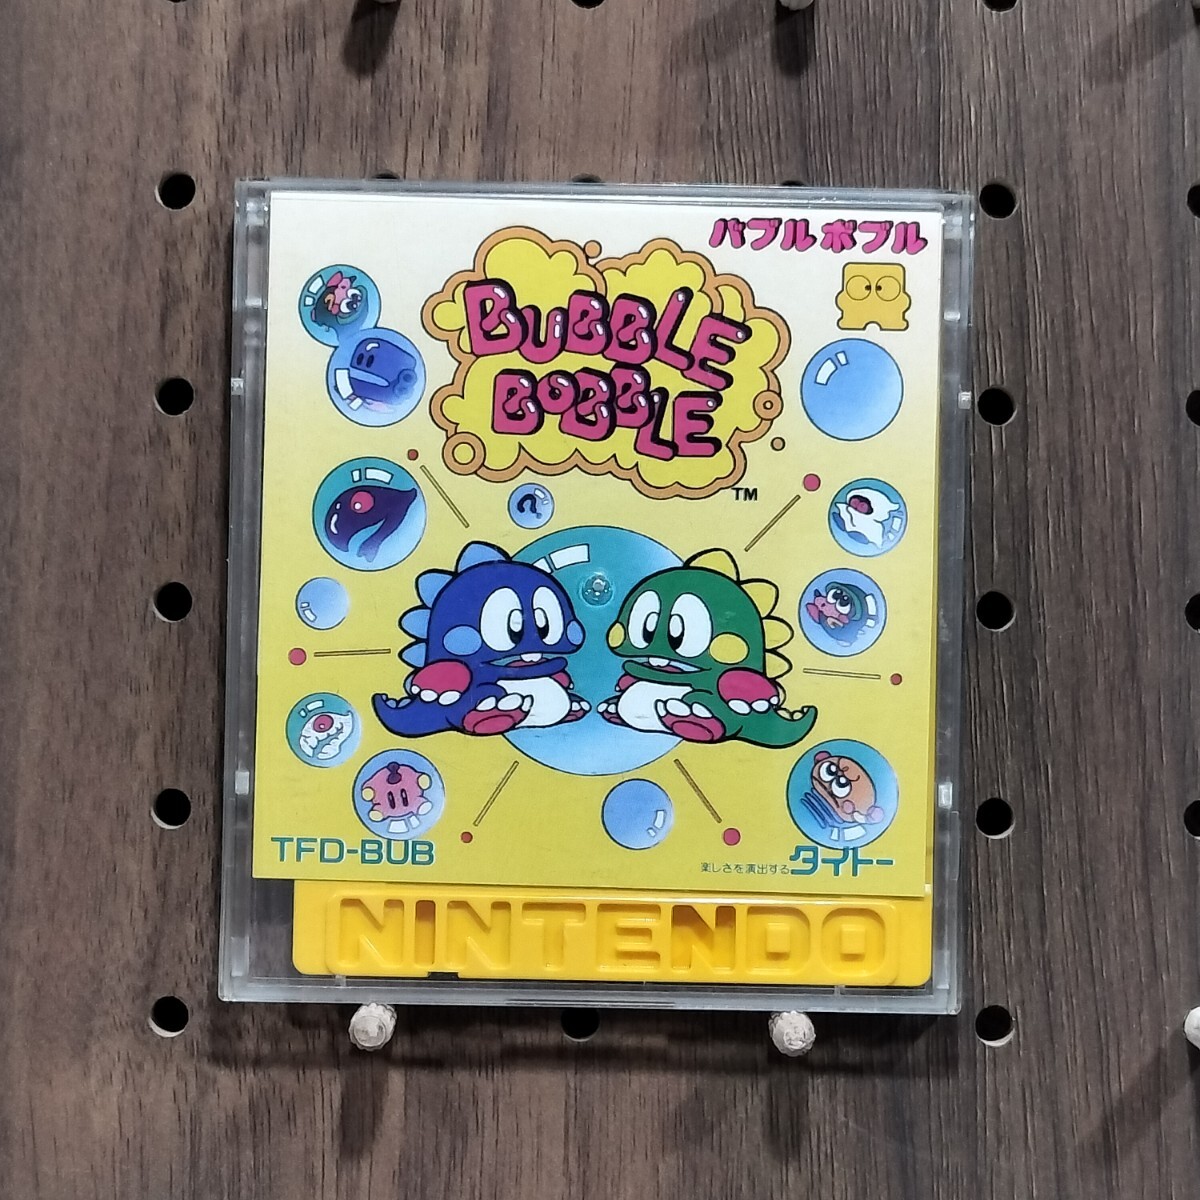 バブルボブル
BUBBLE
BOBBLE
TM
?
TFD-BUB
楽しさを演出する タイトー
NINTENDO